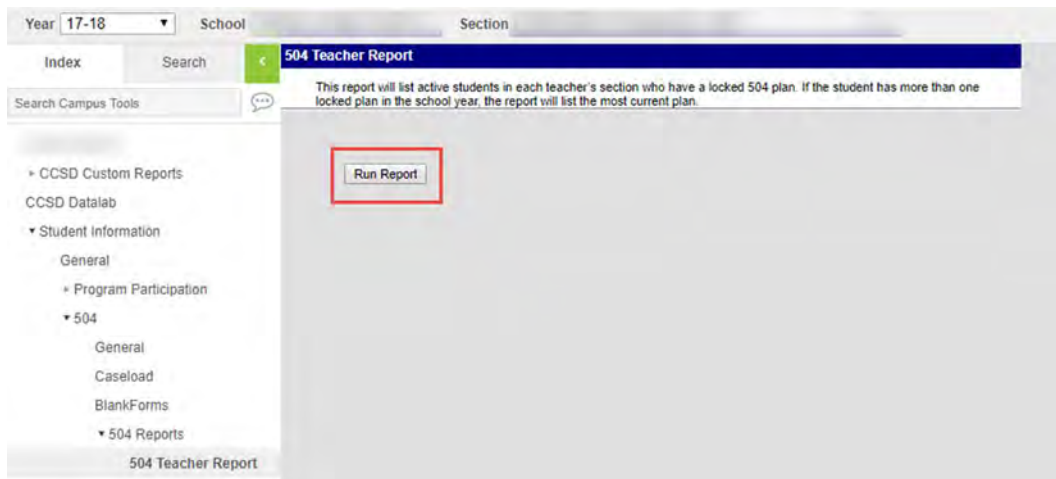 Year 17-18 School Section
Index Search 504 Teacher Report
This report will list active students in each teacher's section who have a locked 504 plan. If the student has more than one
locked plan in the school year, the report will list the most current plan.
Search Campus Tools
Run Report
CCSD Custom Reports
CCSD Datalab
Student Information
General
Program Participation
504
General
Caseload
BlankForms
504 Reports
504 Teacher Report